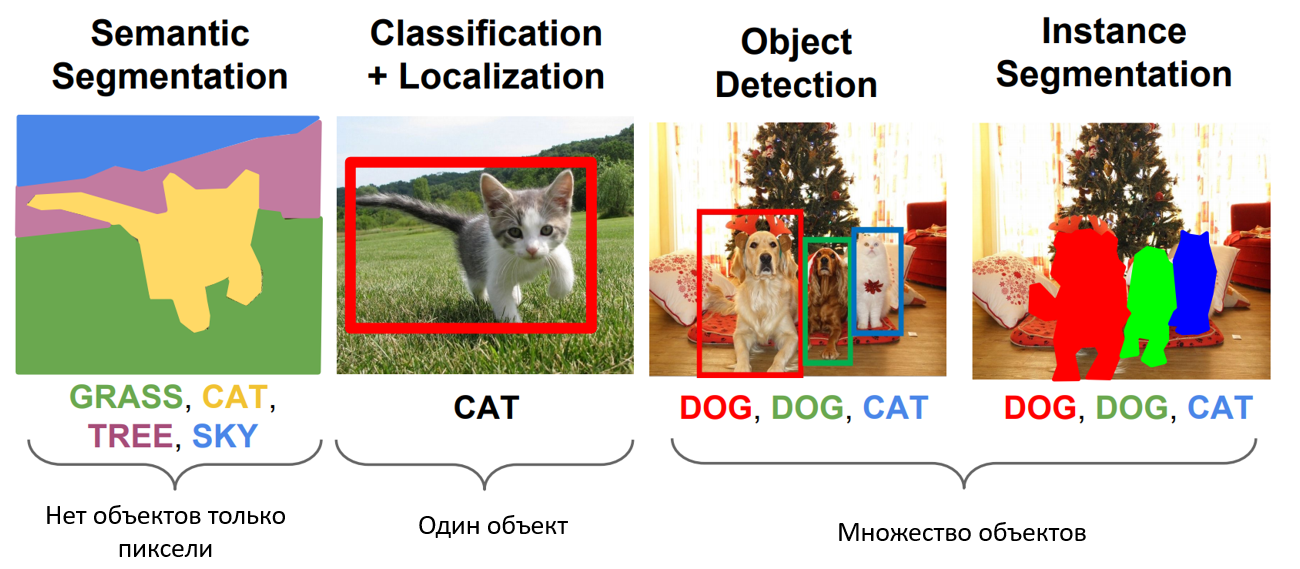 Semantic
Segmentation
Classification
+ Localization
Object
Detection
Instance
Segmentation
GRASS, CAT,
TREE, SKY
CAT
DOG, DOG, CAT
DOG, DOG, CAT
Нет объектов только
пиксели
Один объект
Множество объектов